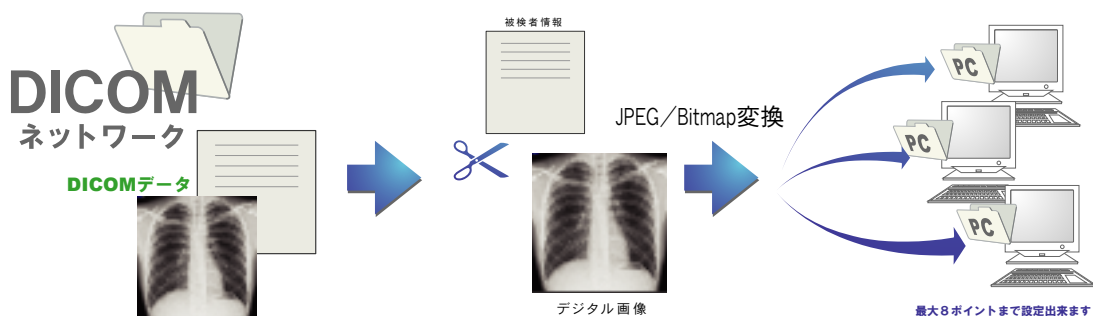 DICOM
ネットワーク
DICOMデータ
被検者情報
JPEG／Bitmap変換
デジタル画像
PC
PC
PC
最大８ポイントまで設定出来ます